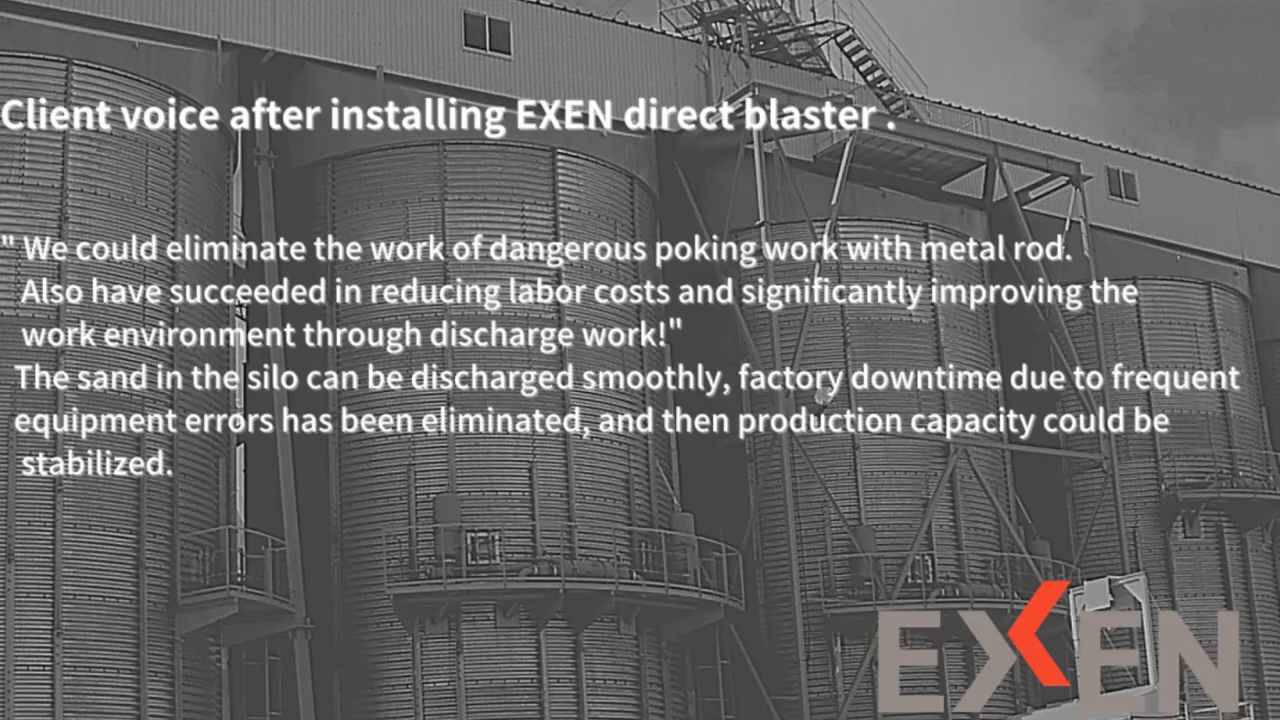 Client voice after installing EXEN direct blaster .
" We could eliminate the work of dangerous poking work with metal rod.
Also have succeeded in reducing labor costs and significantly improving the
work environment through discharge work!"
The sand in the silo can be discharged smoothly, factory downtime due to frequent
equipment errors has been eliminated, and then production capacity could be
stabilized.
EXEN